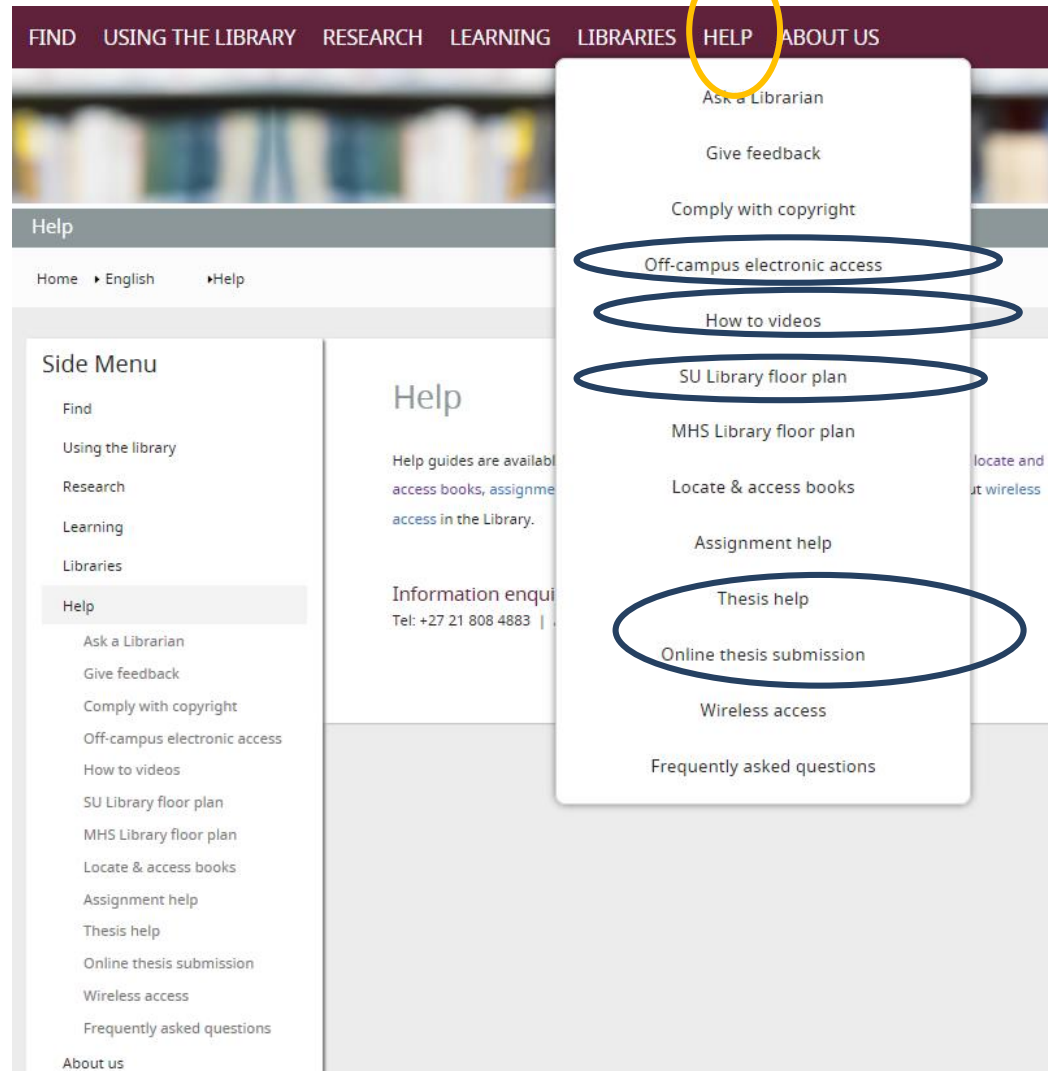 FIND USING THE LIBRARY RESEARCH LEARNING LIBRARIES HELP ABOUT US
Ask a Librarian
Give feedback
Comply with copyright
Off-campus electronic access
How to videos
SU Library floor plan
MHS Library floor plan
Locate & access books
Assignment help
Thesis help
Online thesis submission
Wireless access
Frequently asked questions
Help
Home ▸ English ▸Help
Side Menu
Find
Using the library
Research
Learning
Libraries
Help
Ask a Librarian
Give feedback
Comply with copyright
Off-campus electronic access
How to videos
SU Library floor plan
MHS Library floor plan
Locate & access books
Assignment help
Thesis help
Online thesis submission
Wireless access
Frequently asked questions
About us
Help
Help guides are locate and
access books, wireless
access in the Library.
Information
Tel: +27 21 808 4883 |